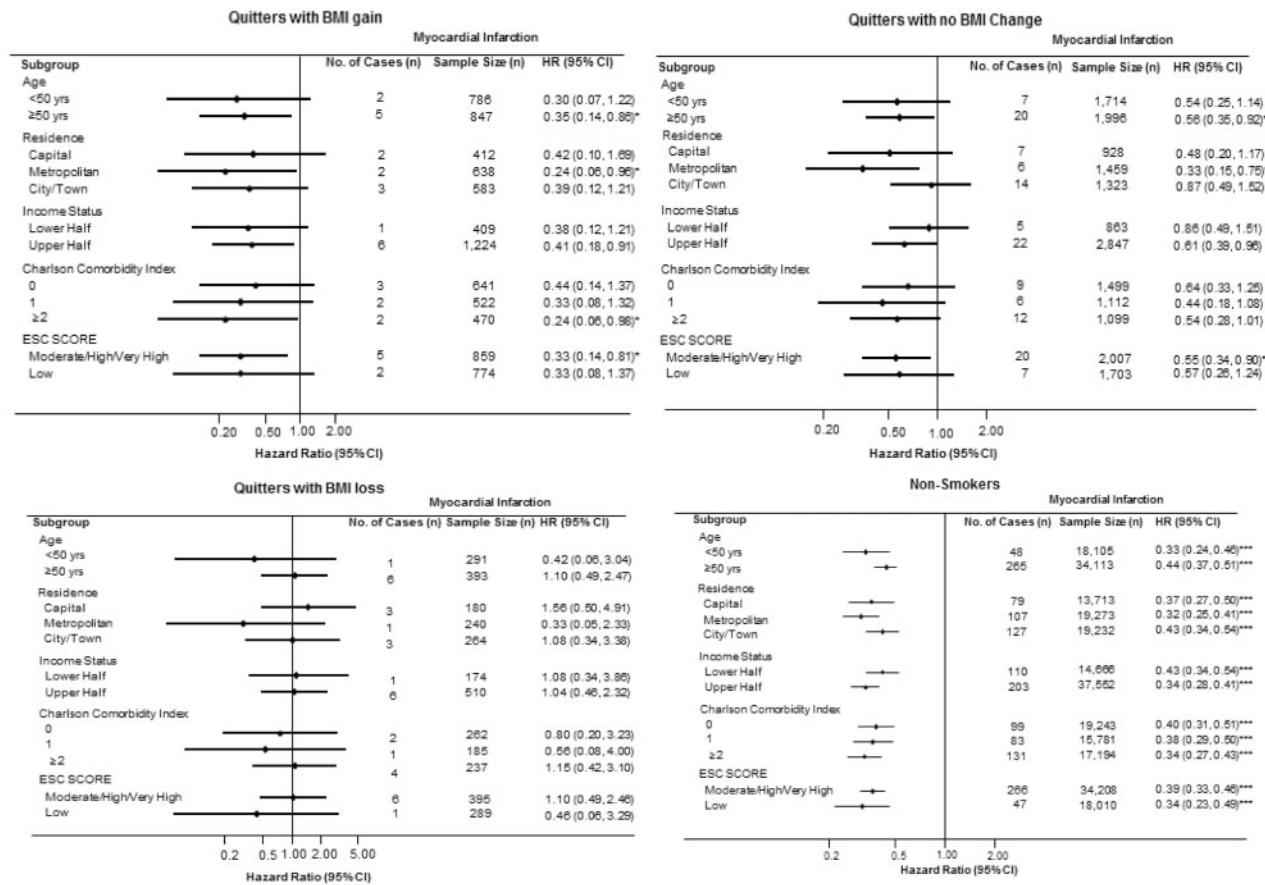 Quitters with BMI gain
Myocardial Infarction
Subgroup No. of Cases (n) Sample Size (n) HR (95% CI)
Age
<50 yrs 2 786 0.30 (0.07, 1.22)
≥50 yrs 5 847 0.35 (0.14, 0.86)*
Residence
Capital 2 412 0.42 (0.10, 1.69)
Metropolitan 2 638 0.24 (0.06, 0.96)*
City/Town 3 583 0.39 (0.12, 1.21)
Income Status
Lower Half 1 409 0.38 (0.12, 1.21)
Upper Half 6 1,224 0.41 (0.18, 0.91)
Charlson Comorbidity Index
0 3 641 0.44 (0.14, 1.37)
1 2 522 0.33 (0.08, 1.32)
≥2 2 470 0.24 (0.06, 0.98)*
ESC SCORE
Moderate/High/Very High 5 859 0.33 (0.14, 0.81)*
Low 2 774 0.33 (0.08, 1.37)
0.20 0.50 1.00 2.00
Hazard Ratio (95% CI)
Quitters with no BMI Change
Myocardial Infarction
Subgroup No. of Cases (n) Sample Size (n) HR (95% CI)
Age
<50 yrs 7 1,714 0.54 (0.25, 1.14)
≥50 yrs 20 1,996 0.56 (0.35, 0.92)*
Residence
Capital 7 928 0.48 (0.20, 1.17)
Metropolitan 6 1,459 0.33 (0.15, 0.75)*
City/Town 14 1,323 0.87 (0.49, 1.52)
Income Status
Lower Half 5 863 0.86 (0.49, 1.51)
Upper Half 22 2,847 0.61 (0.39, 0.96)
Charlson Comorbidity Index
0 9 1,499 0.64 (0.33, 1.25)
1 6 1,112 0.44 (0.18, 1.08)
≥2 12 1,099 0.54 (0.28, 1.01)
ESC SCORE
Moderate/High/Very High 20 2,007 0.55 (0.34, 0.90)*
Low 7 1,703 0.57 (0.26, 1.24)
0.20 0.50 1.00 2.00
Hazard Ratio (95% CI)
Quitters with BMI loss
Myocardial Infarction
Subgroup No. of Cases (n) Sample Size (n) HR (95% CI)
Age
<50 yrs 1 291 0.42 (0.06, 3.04)
≥50 yrs 6 393 1.10 (0.49, 2.47)
Residence
Capital 3 180 1.56 (0.50, 4.91)
Metropolitan 1 240 0.33 (0.05, 2.33)
City/Town 3 264 1.08 (0.34, 3.38)
Income Status
Lower Half 1 174 1.08 (0.34, 3.86)
Upper Half 6 510 1.04 (0.46, 2.32)
Charlson Comorbidity Index
0 2 262 0.80 (0.20, 3.23)
1 1 185 0.56 (0.08, 4.00)
≥2 4 237 1.15 (0.42, 3.10)
ESC SCORE
Moderate/High/Very High 6 395 1.10 (0.49, 2.46)
Low 1 289 0.46 (0.06, 3.29)
0.2 0.5 1.00 2.00 5.00
Hazard Ratio (95% CI)
Non-Smokers
Myocardial Infarction
Subgroup No. of Cases (n) Sample Size (n) HR (95% CI)
Age
<50 yrs 48 18,105 0.33 (0.24, 0.46)***
≥50 yrs 265 34,113 0.44 (0.37, 0.51)***
Residence
Capital 79 13,713 0.37 (0.27, 0.50)***
Metropolitan 107 19,273 0.32 (0.25, 0.41)***
City/Town 127 19,232 0.43 (0.34, 0.54)***
Income Status
Lower Half 110 14,666 0.43 (0.34, 0.54)***
Upper Half 203 37,552 0.34 (0.28, 0.41)***
Charlson Comorbidity Index
0 99 19,243 0.40 (0.31, 0.51)***
1 83 15,781 0.38 (0.29, 0.50)***
≥2 131 17,194 0.34 (0.27, 0.43)***
ESC SCORE
Moderate/High/Very High 266 34,208 0.39 (0.33, 0.46)***
Low 47 18,010 0.34 (0.23, 0.49)***
0.2 0.5 1.00 2.00
Hazard Ratio (95% CI)